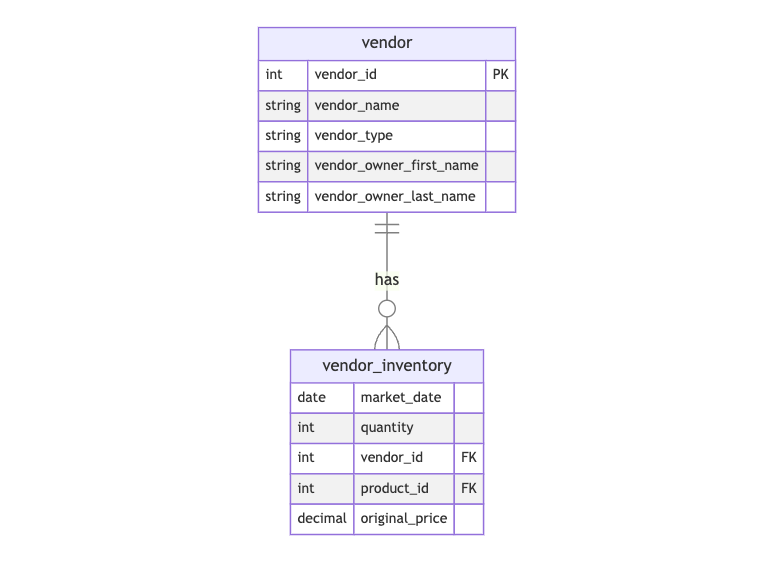 vendor
int vendor_id PK
string vendor_name
string vendor_type
string vendor_owner_first_name
string vendor_owner_last_name
has
vendor_inventory
date market_date
int quantity
int vendor_id FK
int product_id FK
decimal original_price